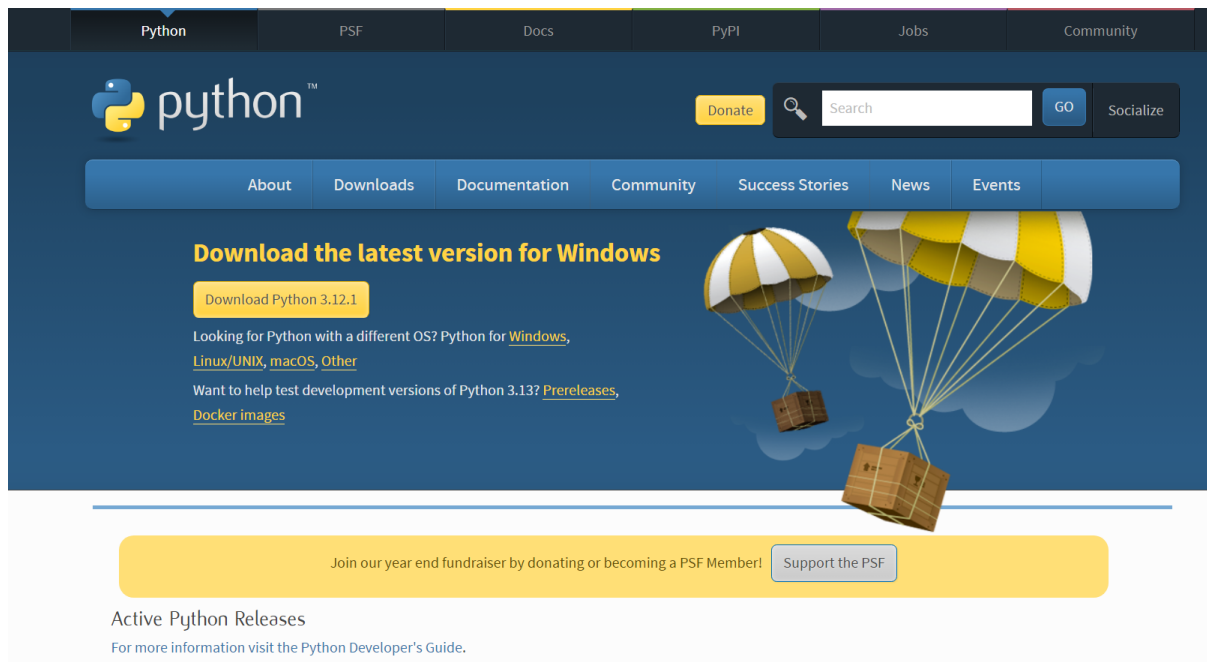 Python PSF Docs PyPI Jobs Community
python™
Donate Search GO Socialize
About Downloads Documentation Community Success Stories News Events
Download the latest version for Windows
Download Python 3.12.1
Looking for Python with a different OS? Python for Windows,
Linux/UNIX, macOS, Other
Want to help test development versions of Python 3.13? Prereleases,
Docker images
Join our year end fundraiser by donating or becoming a PSF Member! Support the PSF
Active Python Releases
For more information visit the Python Developer's Guide.